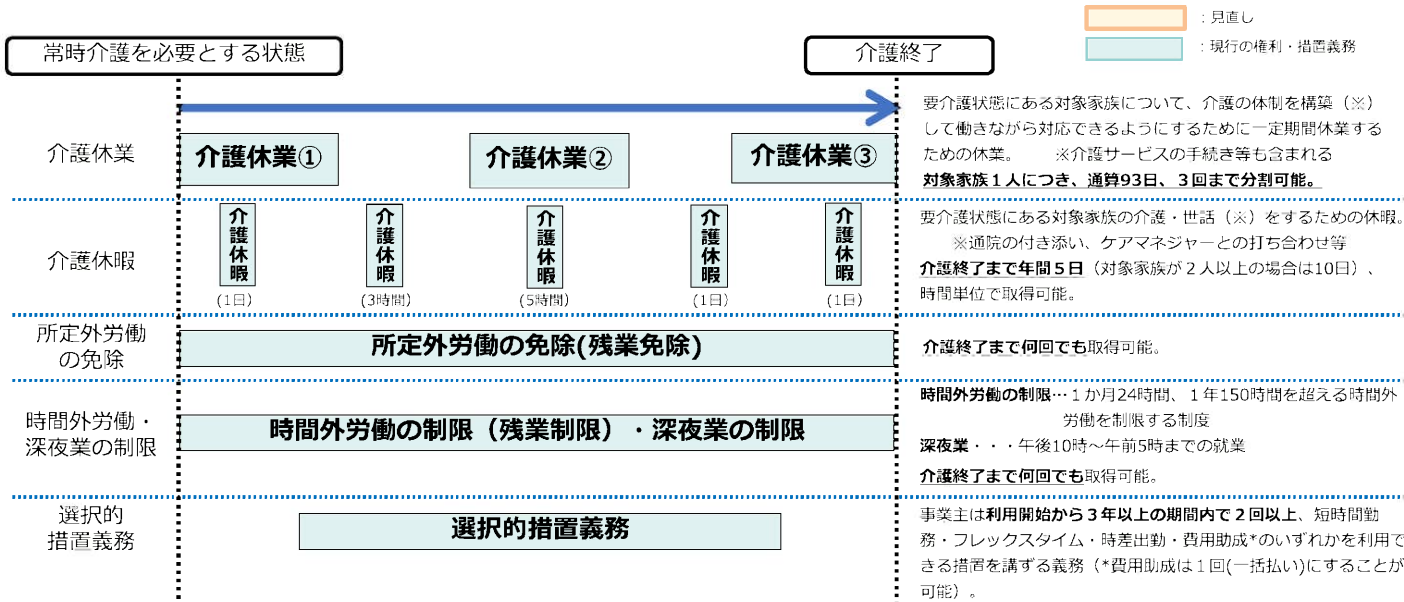 ：見直し
：現行の権利・措置義務
常時介護を必要とする状態
介護終了
介護休業
介護休業①
介護休業②
介護休業③
要介護状態にある対象家族について、介護の体制を構築（※）
して働きながら対応できるようにするために一定期間休業する
ための休業。　　※介護サービスの手続き等も含まれる
対象家族１人につき、通算93日、３回まで分割可能。
介護休暇
介護休暇
(1日)
介護休暇
(3時間)
介護休暇
(5時間)
介護休暇
(1日)
介護休暇
(1日)
要介護状態にある対象家族の介護・世話（※）をするための休暇。
※通院の付き添い、ケアマネジャーとの打ち合わせ等
介護終了まで年間５日（対象家族が２人以上の場合は10日）、
時間単位で取得可能。
所定外労働
の免除
所定外労働の免除(残業免除)
介護終了まで何回でも取得可能。
時間外労働・
深夜業の制限
時間外労働の制限（残業制限）・深夜業の制限
時間外労働の制限…１か月24時間、１年150時間を超える時間外
労働を制限する制度
深夜業・・・午後10時～午前5時までの就業
介護終了まで何回でも取得可能。
選択的
措置義務
選択的措置義務
事業主は利用開始から３年以上の期間内で２回以上、短時間勤
務・フレックスタイム・時差出勤・費用助成*のいずれかを利用で
きる措置を講ずる義務（*費用助成は１回(一括払い)にすることが
可能）。